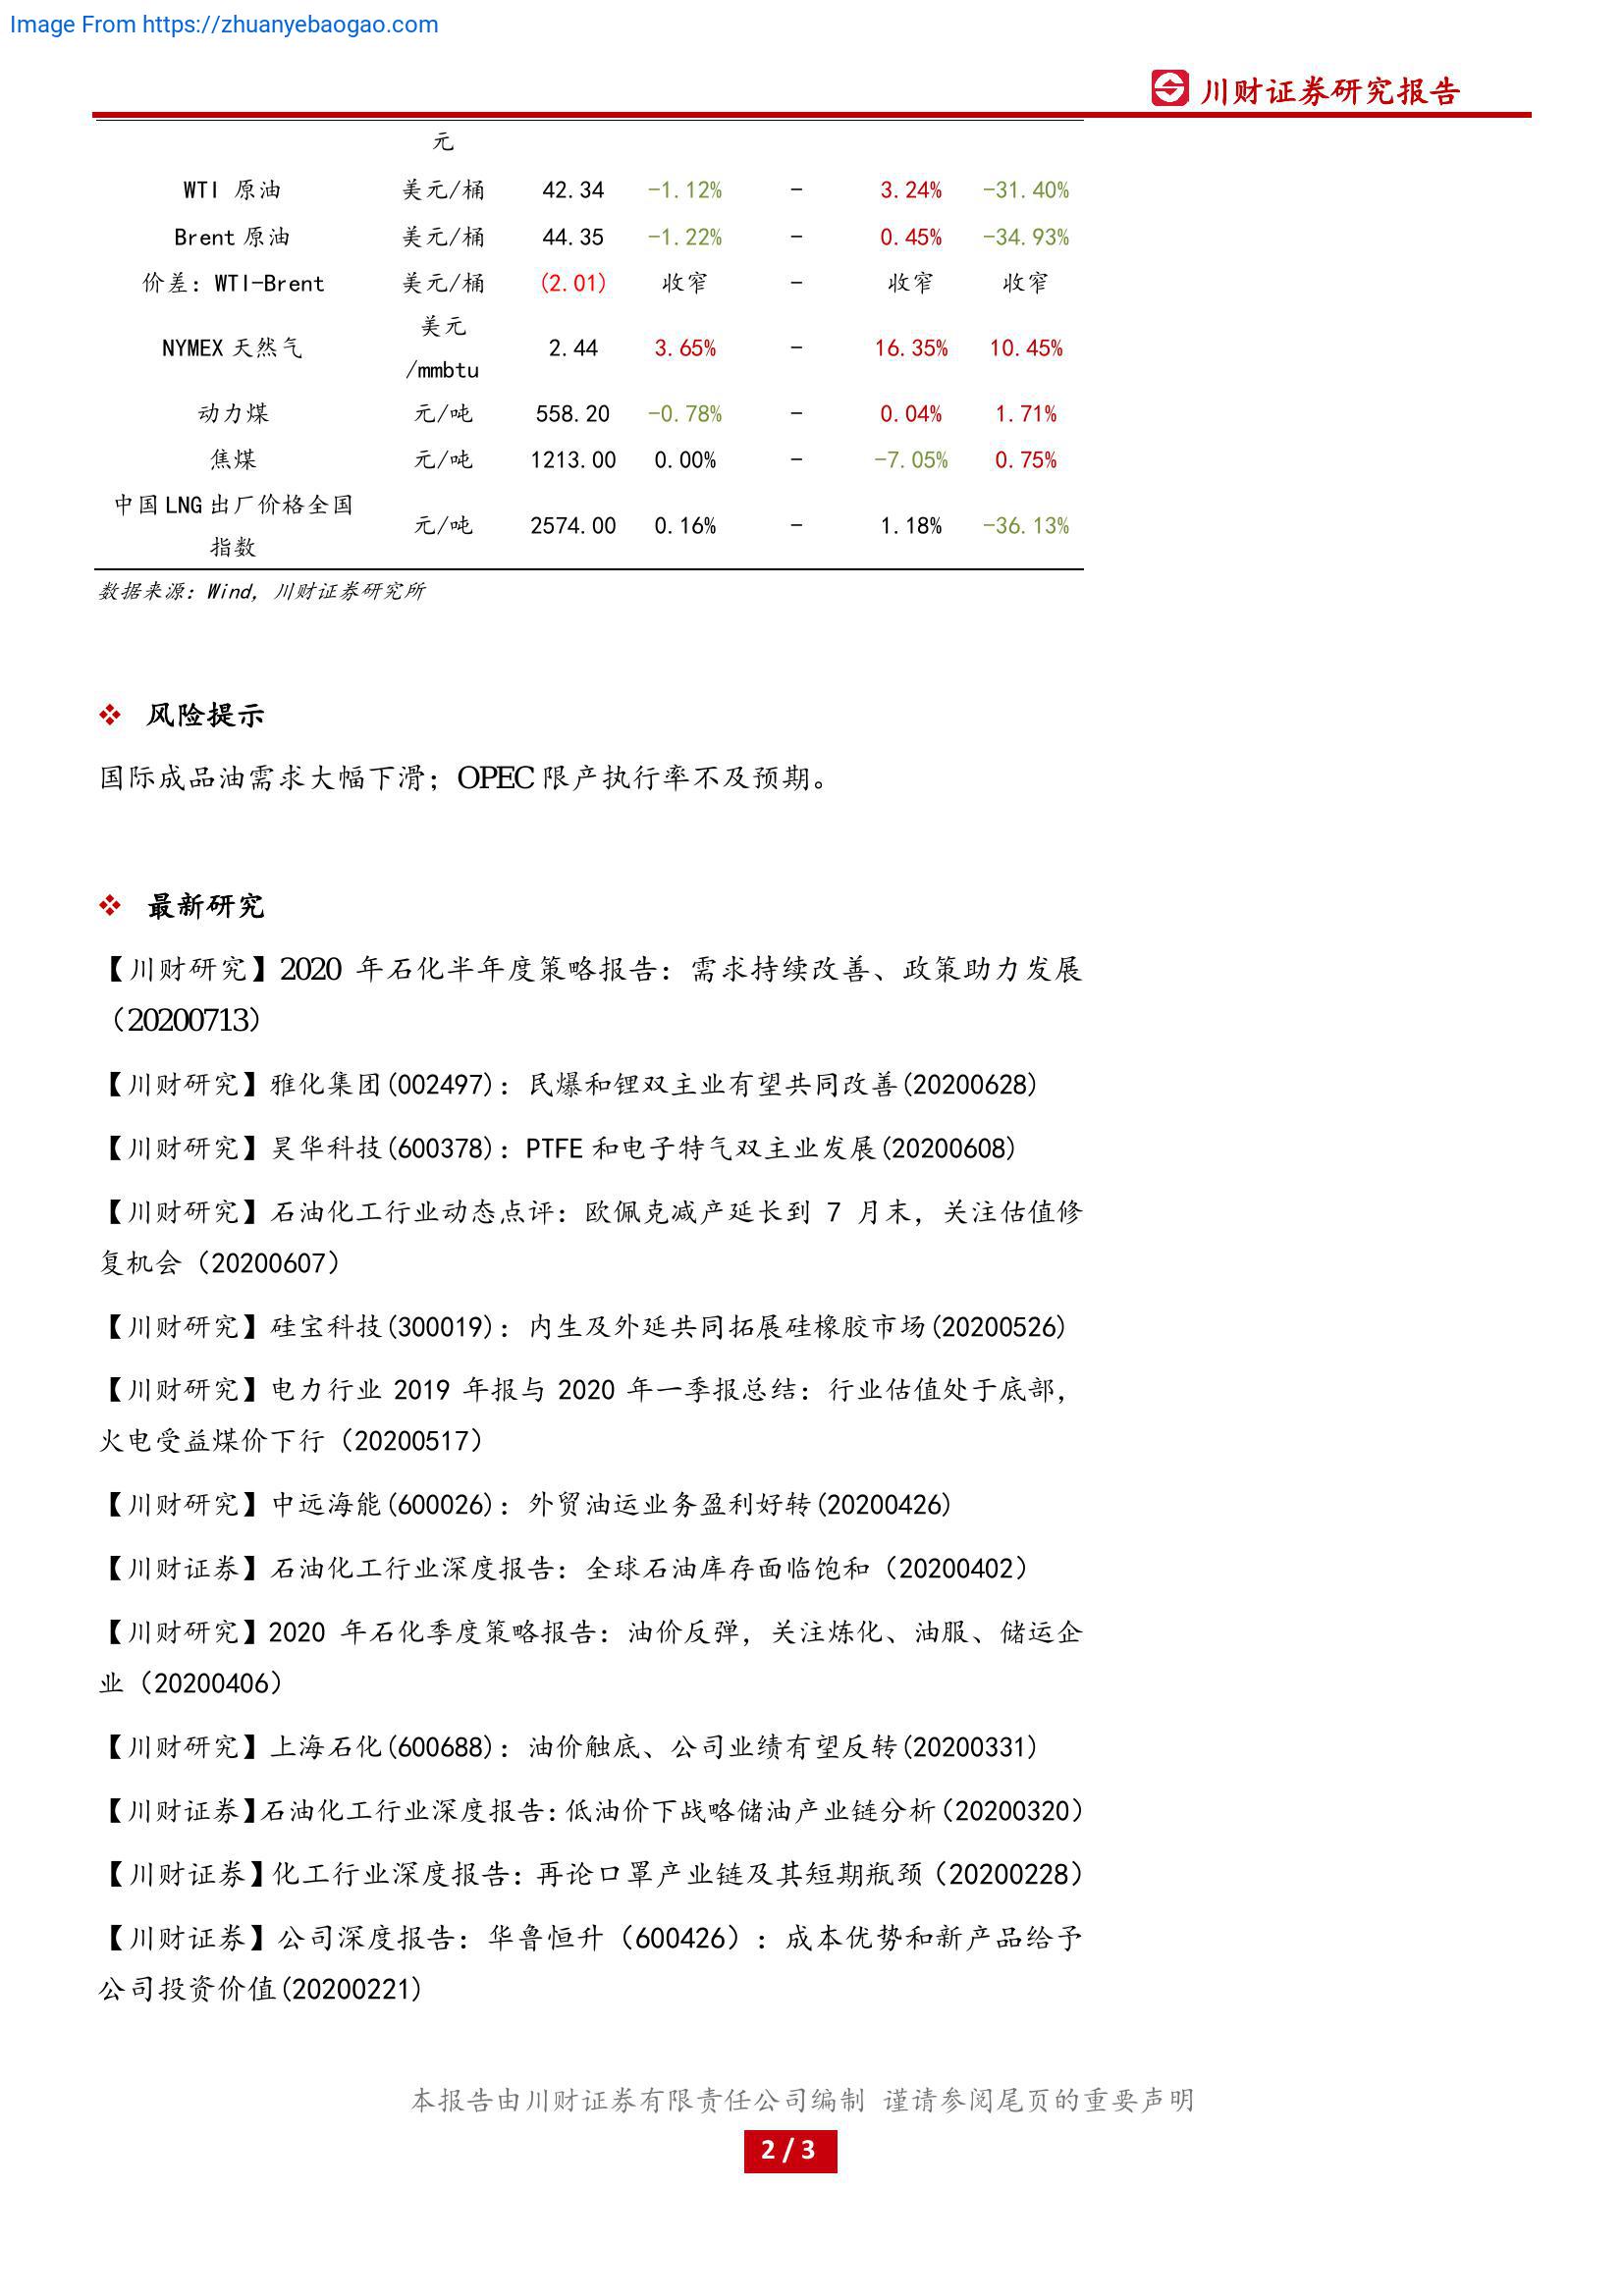 Image From https://zhuanyebaogao.com
川财证券研究报告
元
WTI 原油 美元/桶 42.34 -1.12% - 3.24% -31.40%
Brent 原油 美元/桶 44.35 -1.22% - 0.45% -34.93%
价差：WTI-Brent 美元/桶 (2.01) 收窄 - 收窄 收窄
NYMEX 天然气 美元/mmbtu 2.44 3.65% - 16.35% 10.45%
动力煤 元/吨 558.20 -0.78% - 0.04% 1.71%
焦煤 元/吨 1213.00 0.00% - -7.05% 0.75%
中国 LNG 出厂价格全国指数 元/吨 2574.00 0.16% - 1.18% -36.13%
数据来源：Wind，川财证券研究所
❖ 风险提示
国际成品油需求大幅下滑；OPEC 限产执行率不及预期。
❖ 最新研究
【川财研究】2020 年石化半年度策略报告：需求持续改善、政策助力发展
（20200713）
【川财研究】雅化集团(002497)：民爆和锂双主业有望共同改善(20200628)
【川财研究】昊华科技(600378)：PTFE 和电子特气双主业发展(20200608)
【川财研究】石油化工行业动态点评：欧佩克减产延长到 7 月末，关注估值修
复机会（20200607）
【川财研究】硅宝科技(300019)：内生及外延共同拓展硅橡胶市场(20200526)
【川财研究】电力行业 2019 年报与 2020 年一季报总结：行业估值处于底部，
火电受益煤价下行（20200517）
【川财研究】中远海能(600026)：外贸油运业务盈利好转(20200426)
【川财证券】石油化工行业深度报告：全球石油库存面临饱和（20200402）
【川财研究】2020 年石化季度策略报告：油价反弹，关注炼化、油服、储运企
业（20200406）
【川财研究】上海石化(600688)：油价触底、公司业绩有望反转(20200331)
【川财证券】石油化工行业深度报告：低油价下战略储油产业链分析（20200320）
【川财证券】化工行业深度报告：再论口罩产业链及其短期瓶颈（20200228）
【川财证券】公司深度报告：华鲁恒升（600426）：成本优势和新产品给予
公司投资价值(20200221)
本报告由川财证券有限责任公司编制 谨请参阅尾页的重要声明
2 / 3